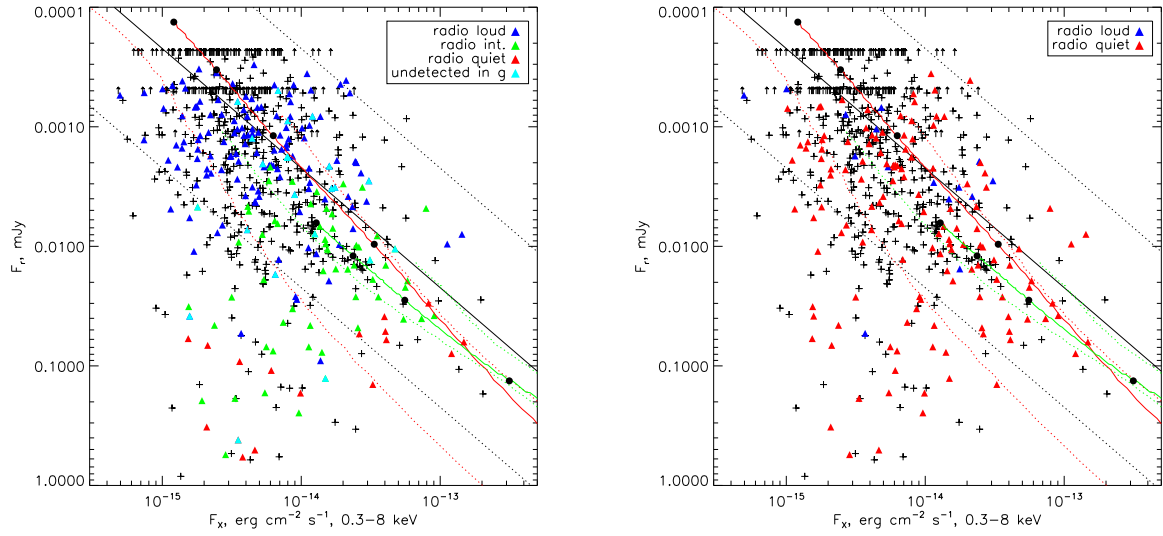 0.0001
0.0010
0.0100
0.1000
1.0000
F_r, mJy
10^-15
10^-14
10^-13
F_X, erg cm^-2 s^-1, 0.3-8 keV
radio loud
radio int.
radio quiet
undetected in g
0.0001
0.0010
0.0100
0.1000
1.0000
F_r, mJy
10^-15
10^-14
10^-13
F_X, erg cm^-2 s^-1, 0.3-8 keV
radio loud
radio quiet